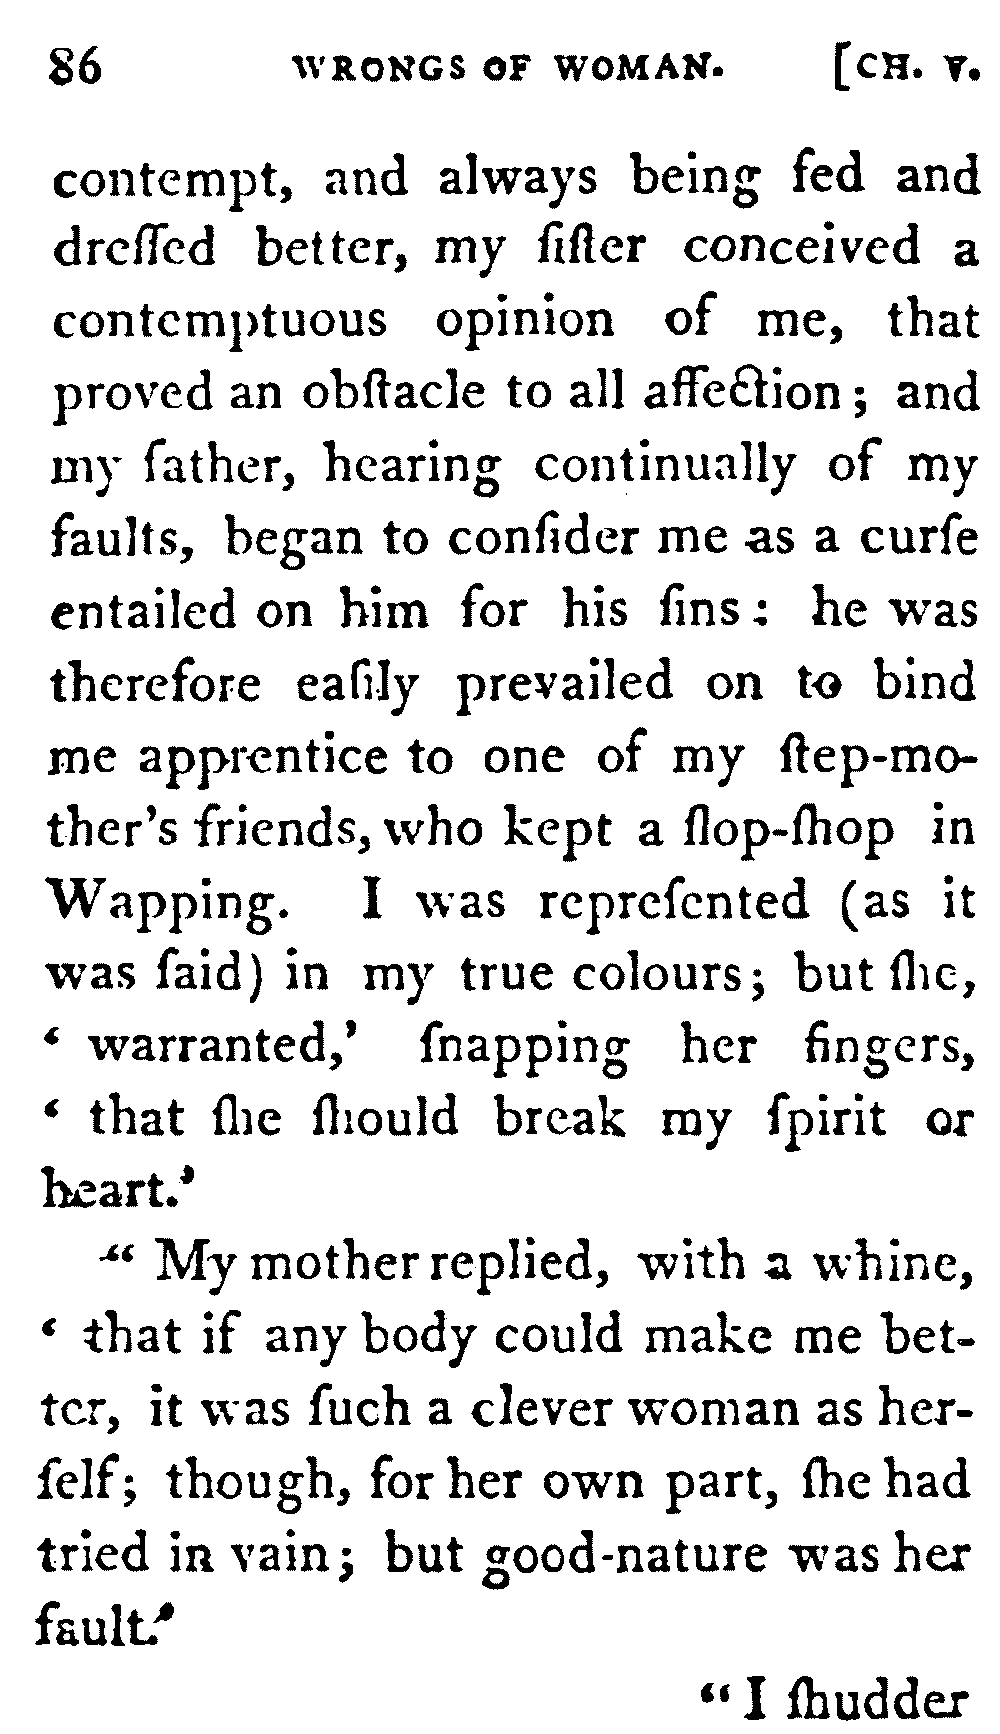 86 WRONGS OF WOMAN. [CH. V.
contempt, and always being fed and
dreſſed better, my ſiſter conceived a
contemptuous opinion of me, that
proved an obſtacle to all affection; and
my father, hearing continually of my
faults, began to conſider me as a curſe
entailed on him for his ſins: he was
therefore eaſily prevailed on to bind
me apprentice to one of my ſtep-mo-
ther's friends, who kept a ſlop-ſhop in
Wapping. I was repreſented (as it
was ſaid) in my true colours; but ſhe,
‘ warranted,’ ſnapping her fingers,
‘ that ſhe ſhould break my ſpirit or
heart.’
“ My mother replied, with a whine,
‘ that if any body could make me bet-
ter, it was ſuch a clever woman as her-
ſelf; though, for her own part, ſhe had
tried in vain; but good-nature was her
fault.’
“ I ſhudder